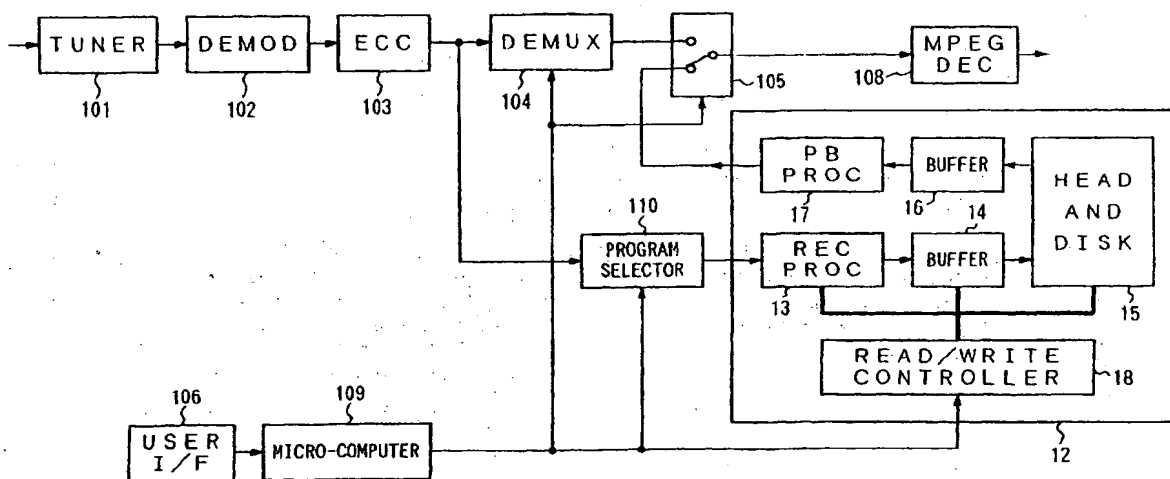 TUNER
101
DEMOD
102
ECC
103
DEMUX
104
105
MPEG
DEC
108
PB
PROC
17
BUFFER
16
HEAD
AND
DISK
15
110
PROGRAM
SELECTOR
REC
PROC
13
14
BUFFER
READ/WRITE
CONTROLLER
18
12
106
USER
I/F
109
MICRO-COMPUTER